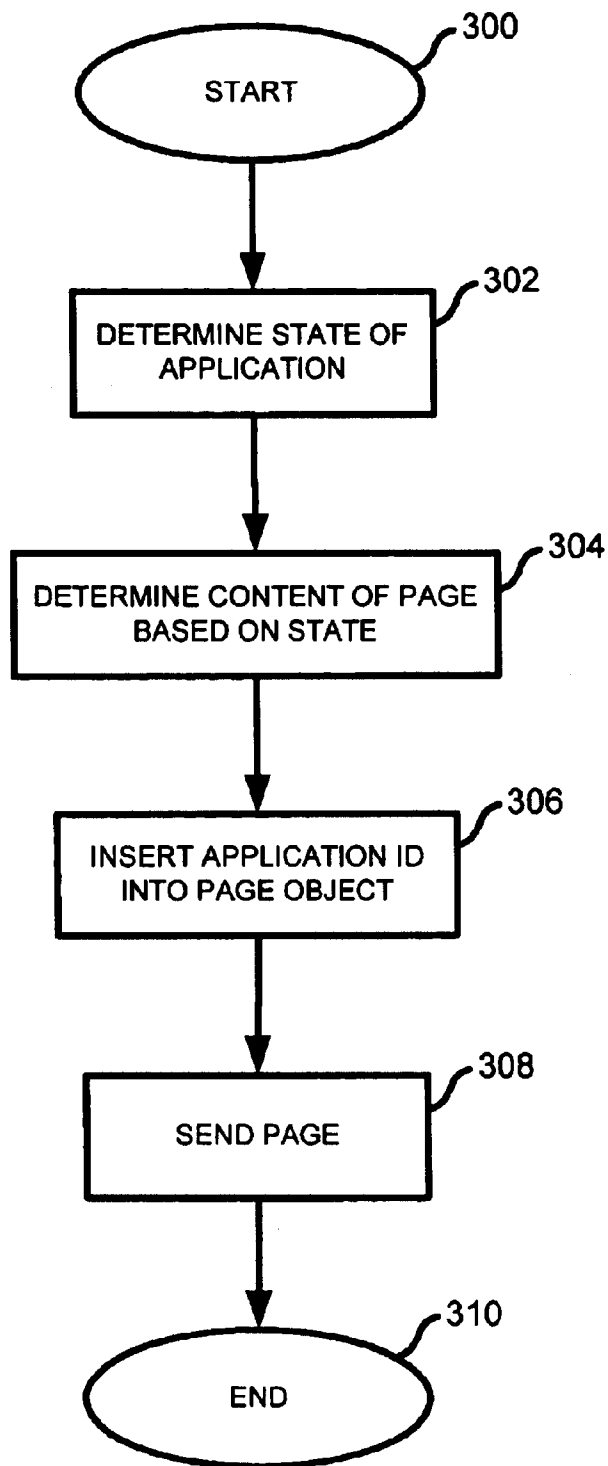 300
START
302
DETERMINE STATE OF
APPLICATION
304
DETERMINE CONTENT OF PAGE
BASED ON STATE
306
INSERT APPLICATION ID
INTO PAGE OBJECT
308
SEND PAGE
310
END